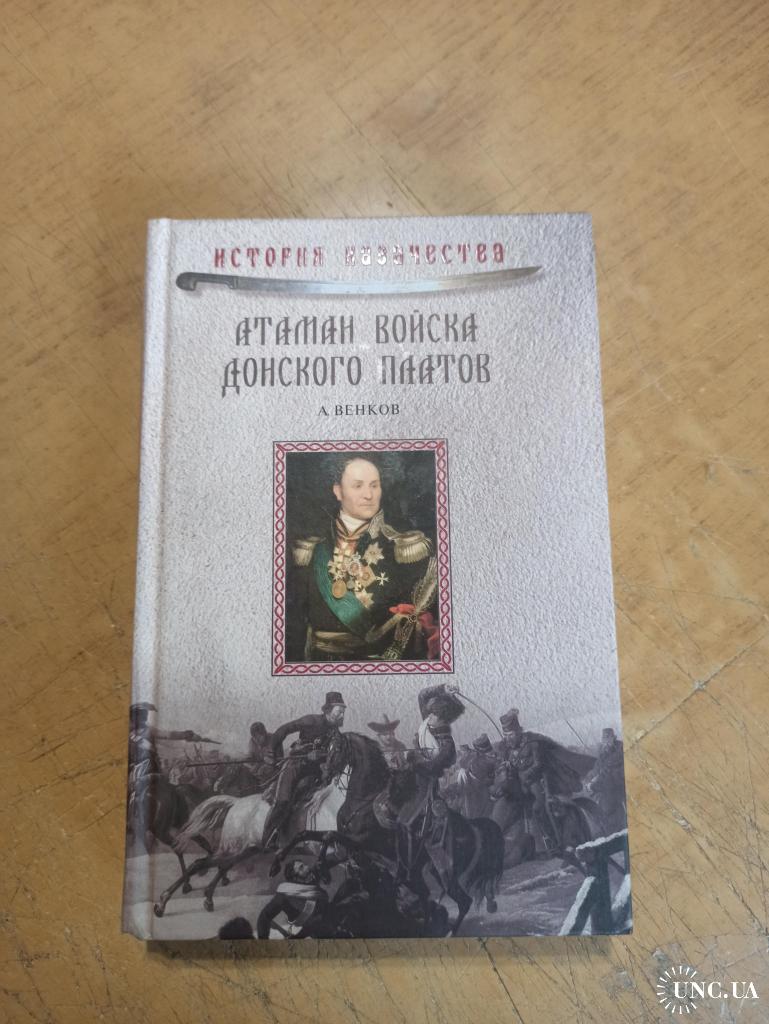 ИСТОРИЯ КАЗАЧЕСТВА
АТАМАН ВОЙСКА
ДОНСКОГО ПЛАТОВ
А. ВЕНКОВ
UNC.UA